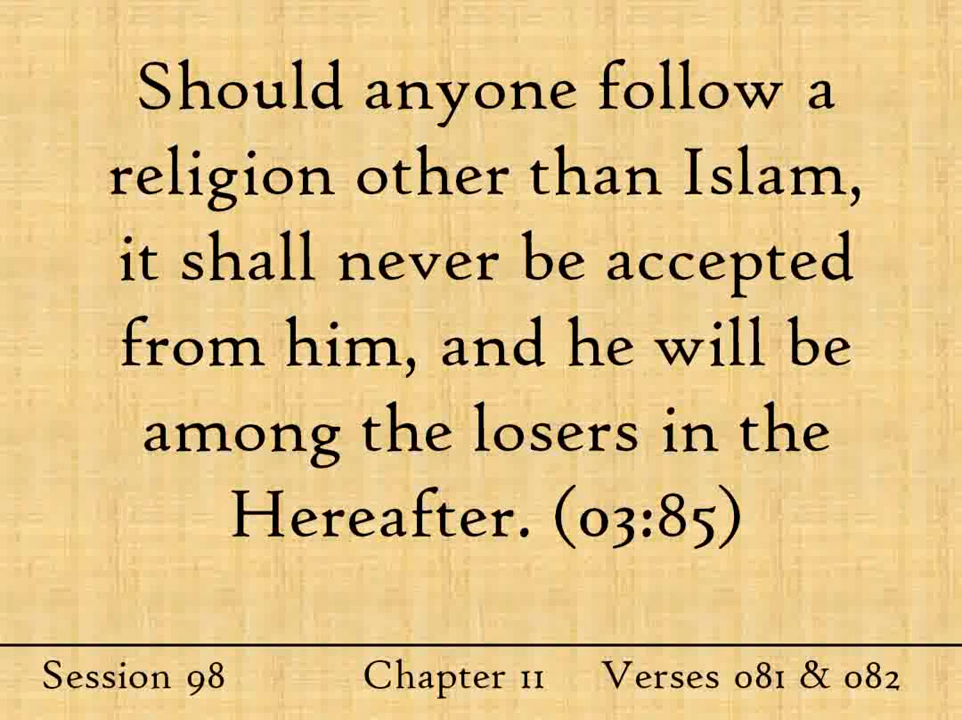 Should anyone follow a
religion other than Islam,
it shall never be accepted
from him, and he will be
among the losers in the
Hereafter. (03:85)
Session 98 Chapter 11 Verses 081 & 082